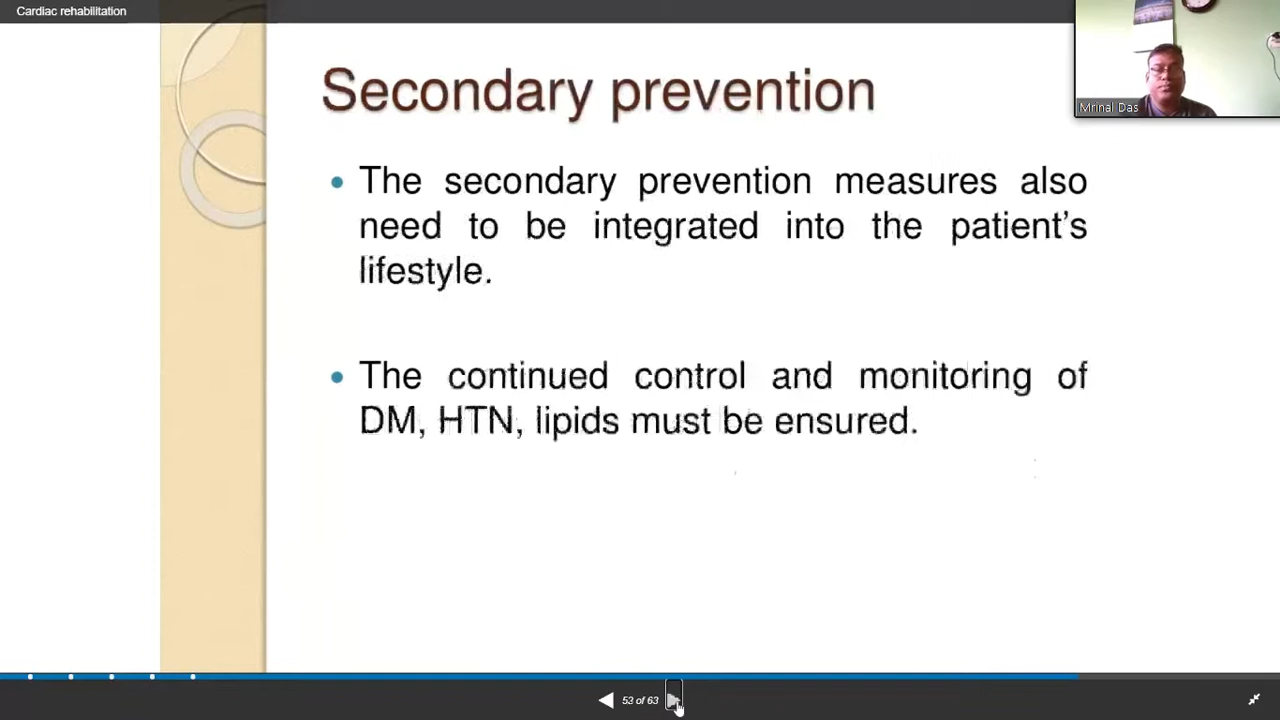 Cardiac rehabilitation
Mrinal Das
Secondary prevention
• The secondary prevention measures also
need to be integrated into the patient’s
lifestyle.
• The continued control and monitoring of
DM, HTN, lipids must be ensured.
53 of 63